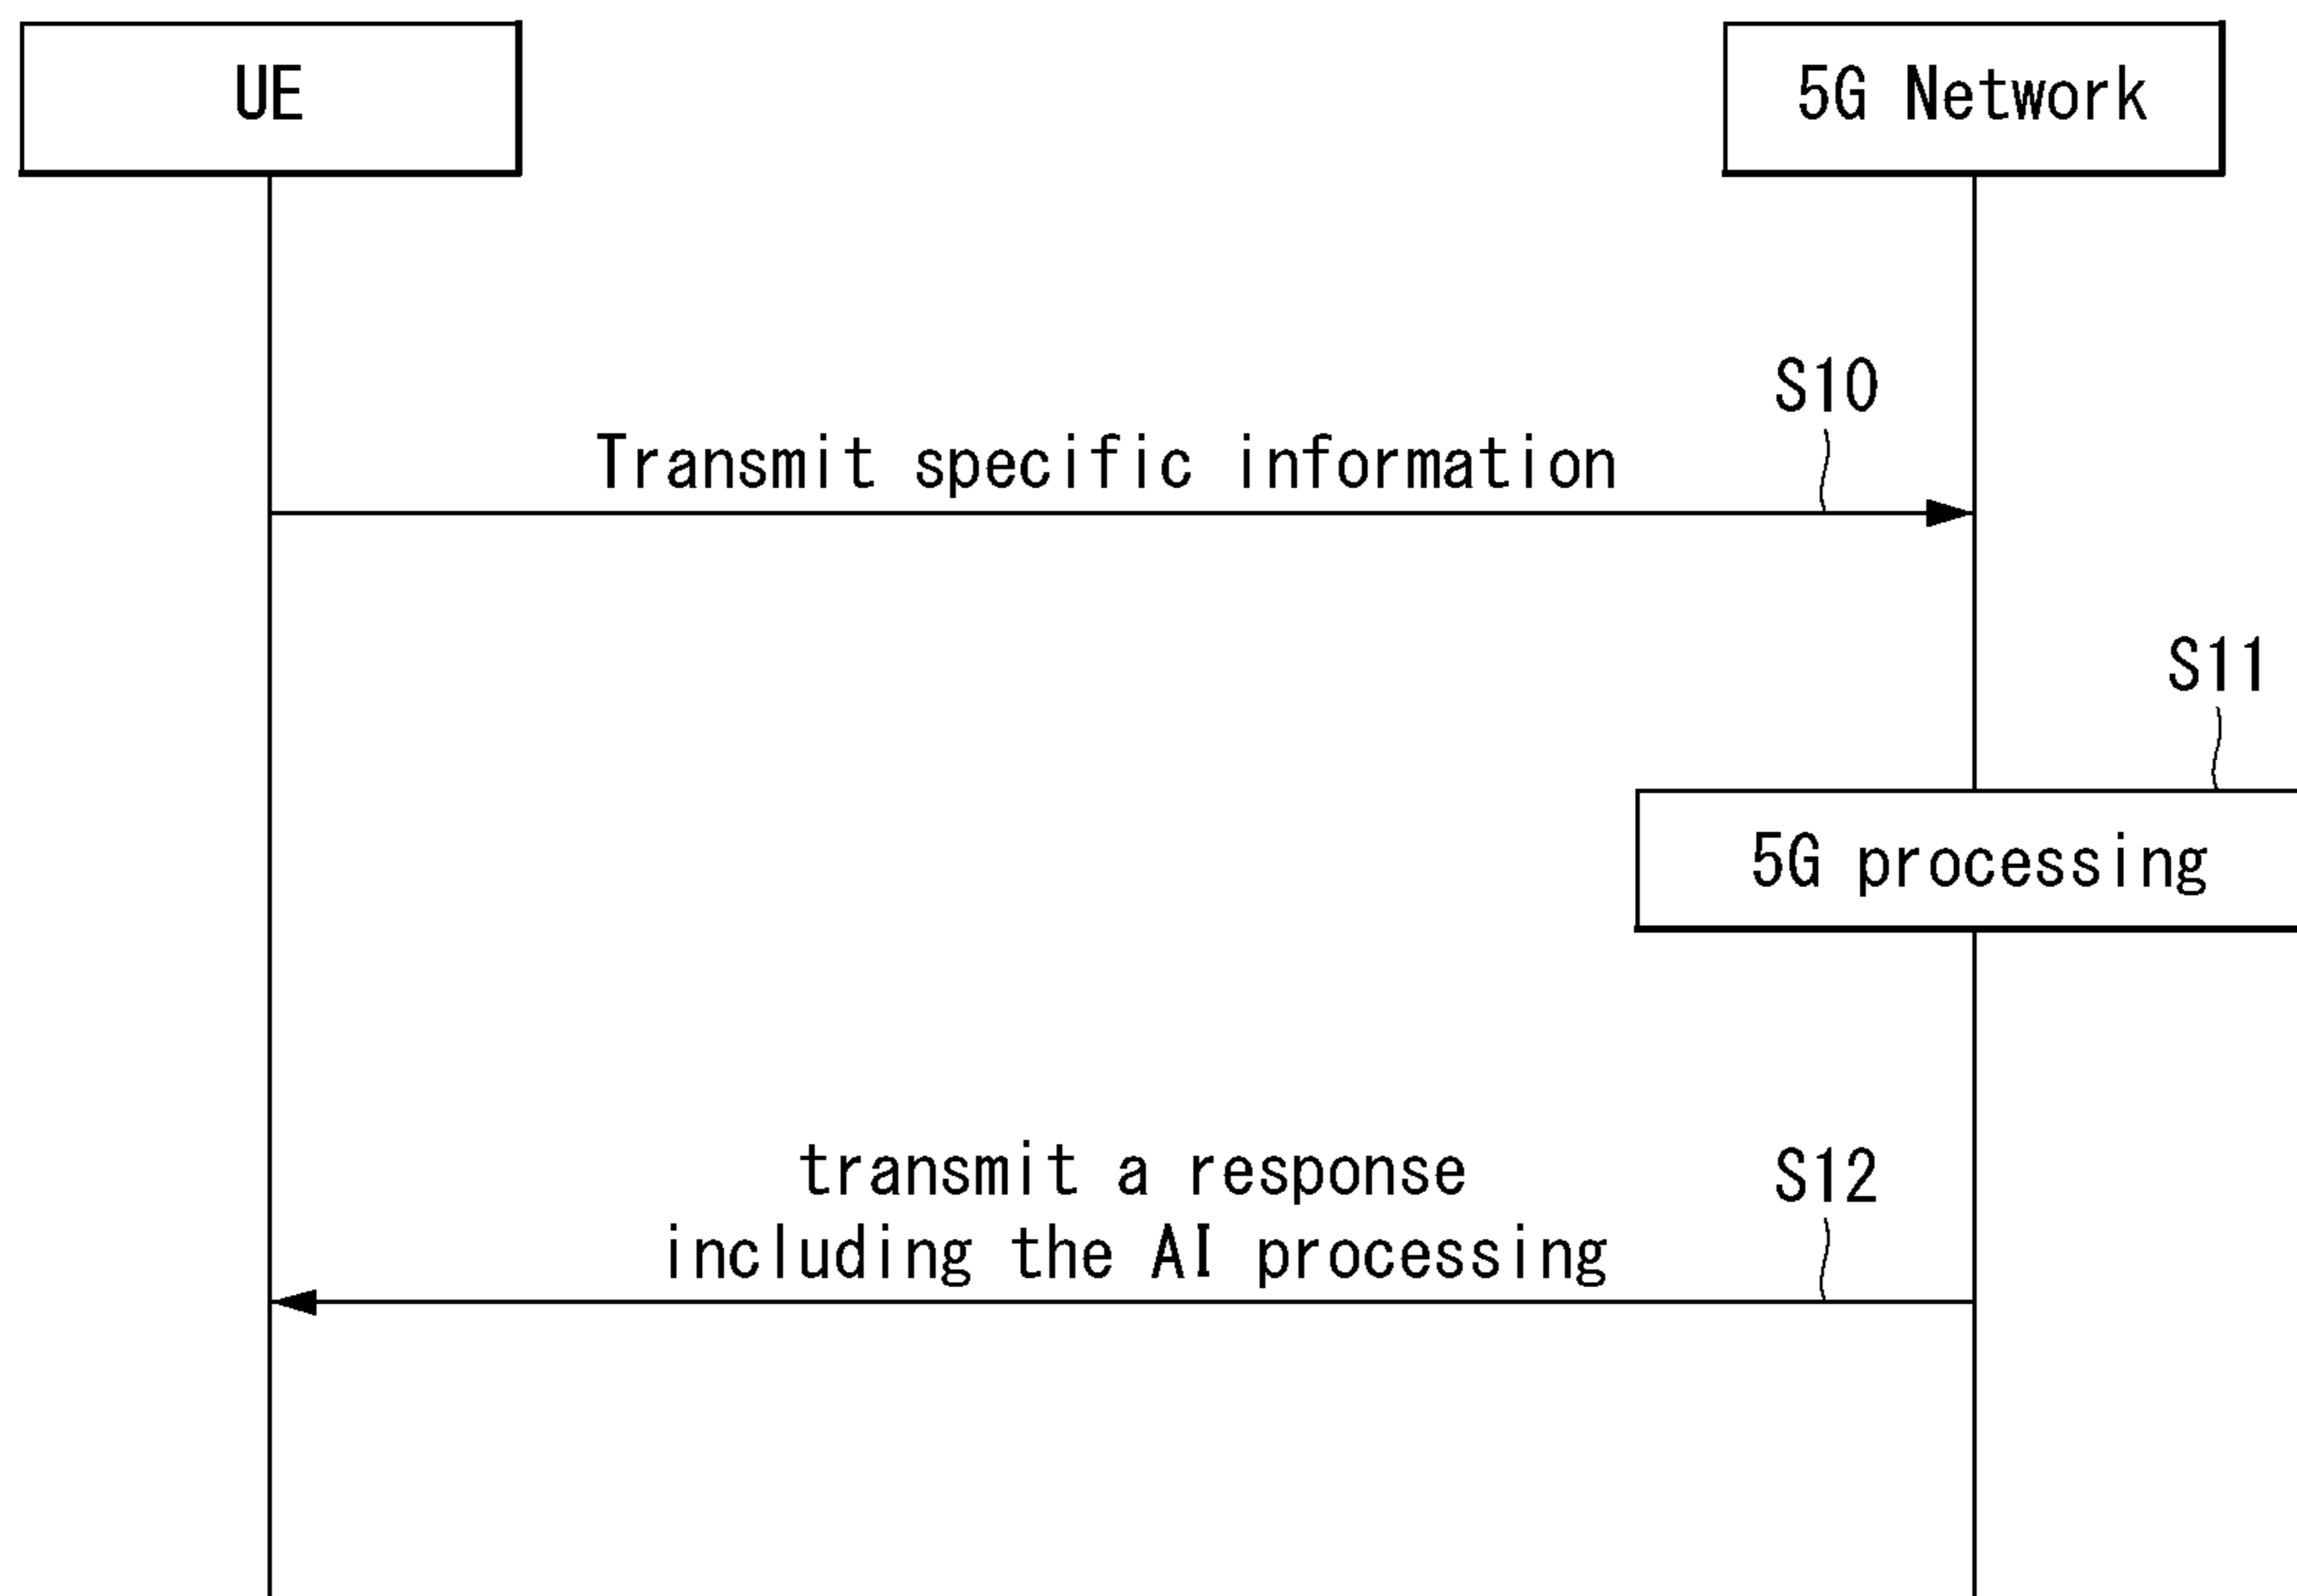 UE
5G Network
S10
Transmit specific information
S11
5G processing
transmit a response
S12
including the AI processing